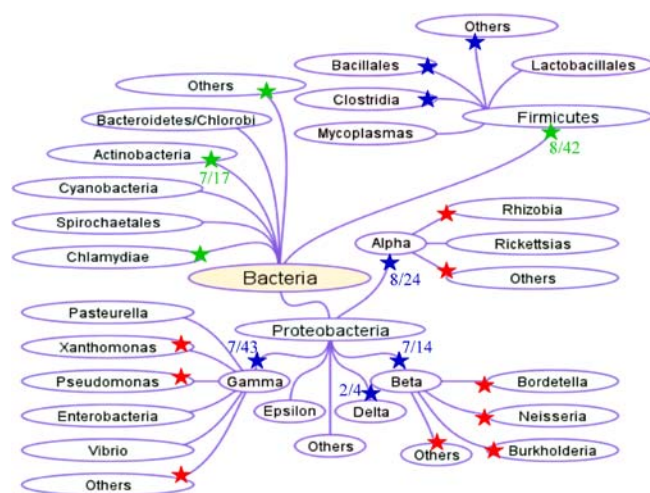 Others
Bacillales
Lactobacillales
Others
Clostridia
Bacteroidetes/Chlorobi
Firmicutes
Mycoplasmas
8/42
Actinobacteria
7/17
Cyanobacteria
Rhizobia
Spirochaetales
Alpha
Rickettsias
Chlamydiae
Bacteria
8/24
Others
Pasteurella
Proteobacteria
Xanthomonas
7/43
7/14
Pseudomonas
Gamma
2/4
Beta
Bordetella
Enterobacteria
Epsilon
Delta
Neisseria
Vibrio
Others
Others
Burkholderia
Others